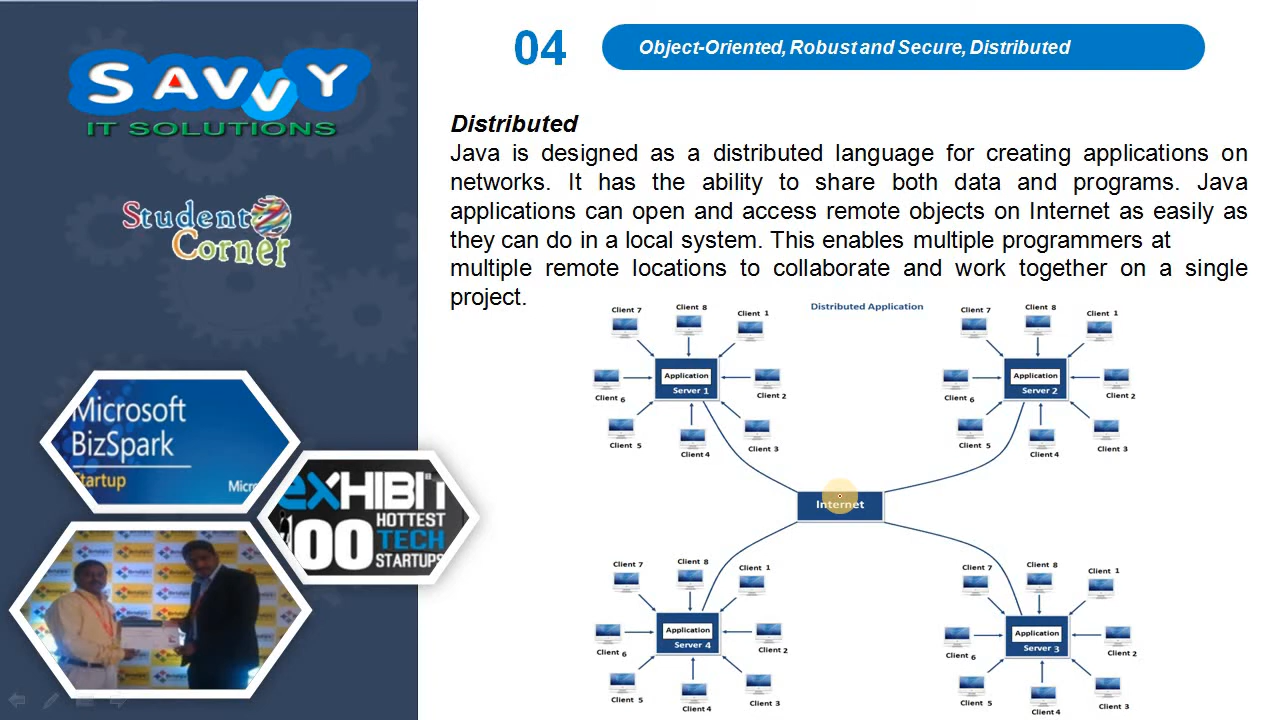 SAVVY
IT SOLUTIONS
Student
Corner
Microsoft
BizSpark
Startup
Micr
eXHIBIT
100 HOTTEST
TECH
STARTUPS
04
Object-Oriented, Robust and Secure, Distributed
Distributed
Java is designed as a distributed language for creating applications on
networks. It has the ability to share both data and programs. Java
applications can open and access remote objects on Internet as easily as
they can do in a local system. This enables multiple programmers at
multiple remote locations to collaborate and work together on a single
project.
Distributed Application
Client 7
Client 8
Client 1
Application
Server 1
Client 6
Client 2
Client 5
Client 4
Client 3
Client 7
Client 8
Client 1
Application
Server 2
Client 6
Client 2
Client 5
Client 4
Client 3
Internet
Client 7
Client 8
Client 1
Application
Server 4
Client 6
Client 2
Client 5
Client 4
Client 3
Client 7
Client 8
Client 1
Application
Server 3
Client 6
Client 2
Client 5
Client 4
Client 3